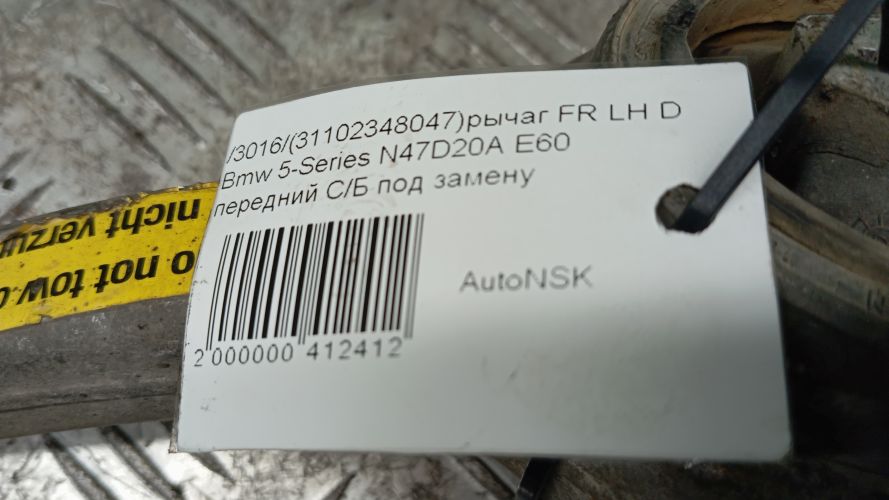 /3016/(31102348047)рычаг FR LH D
Bmw 5-Series N47D20A E60
передний С/Б под замену
AutoNSK
2 000000 412412
o not tow
nicht verzu